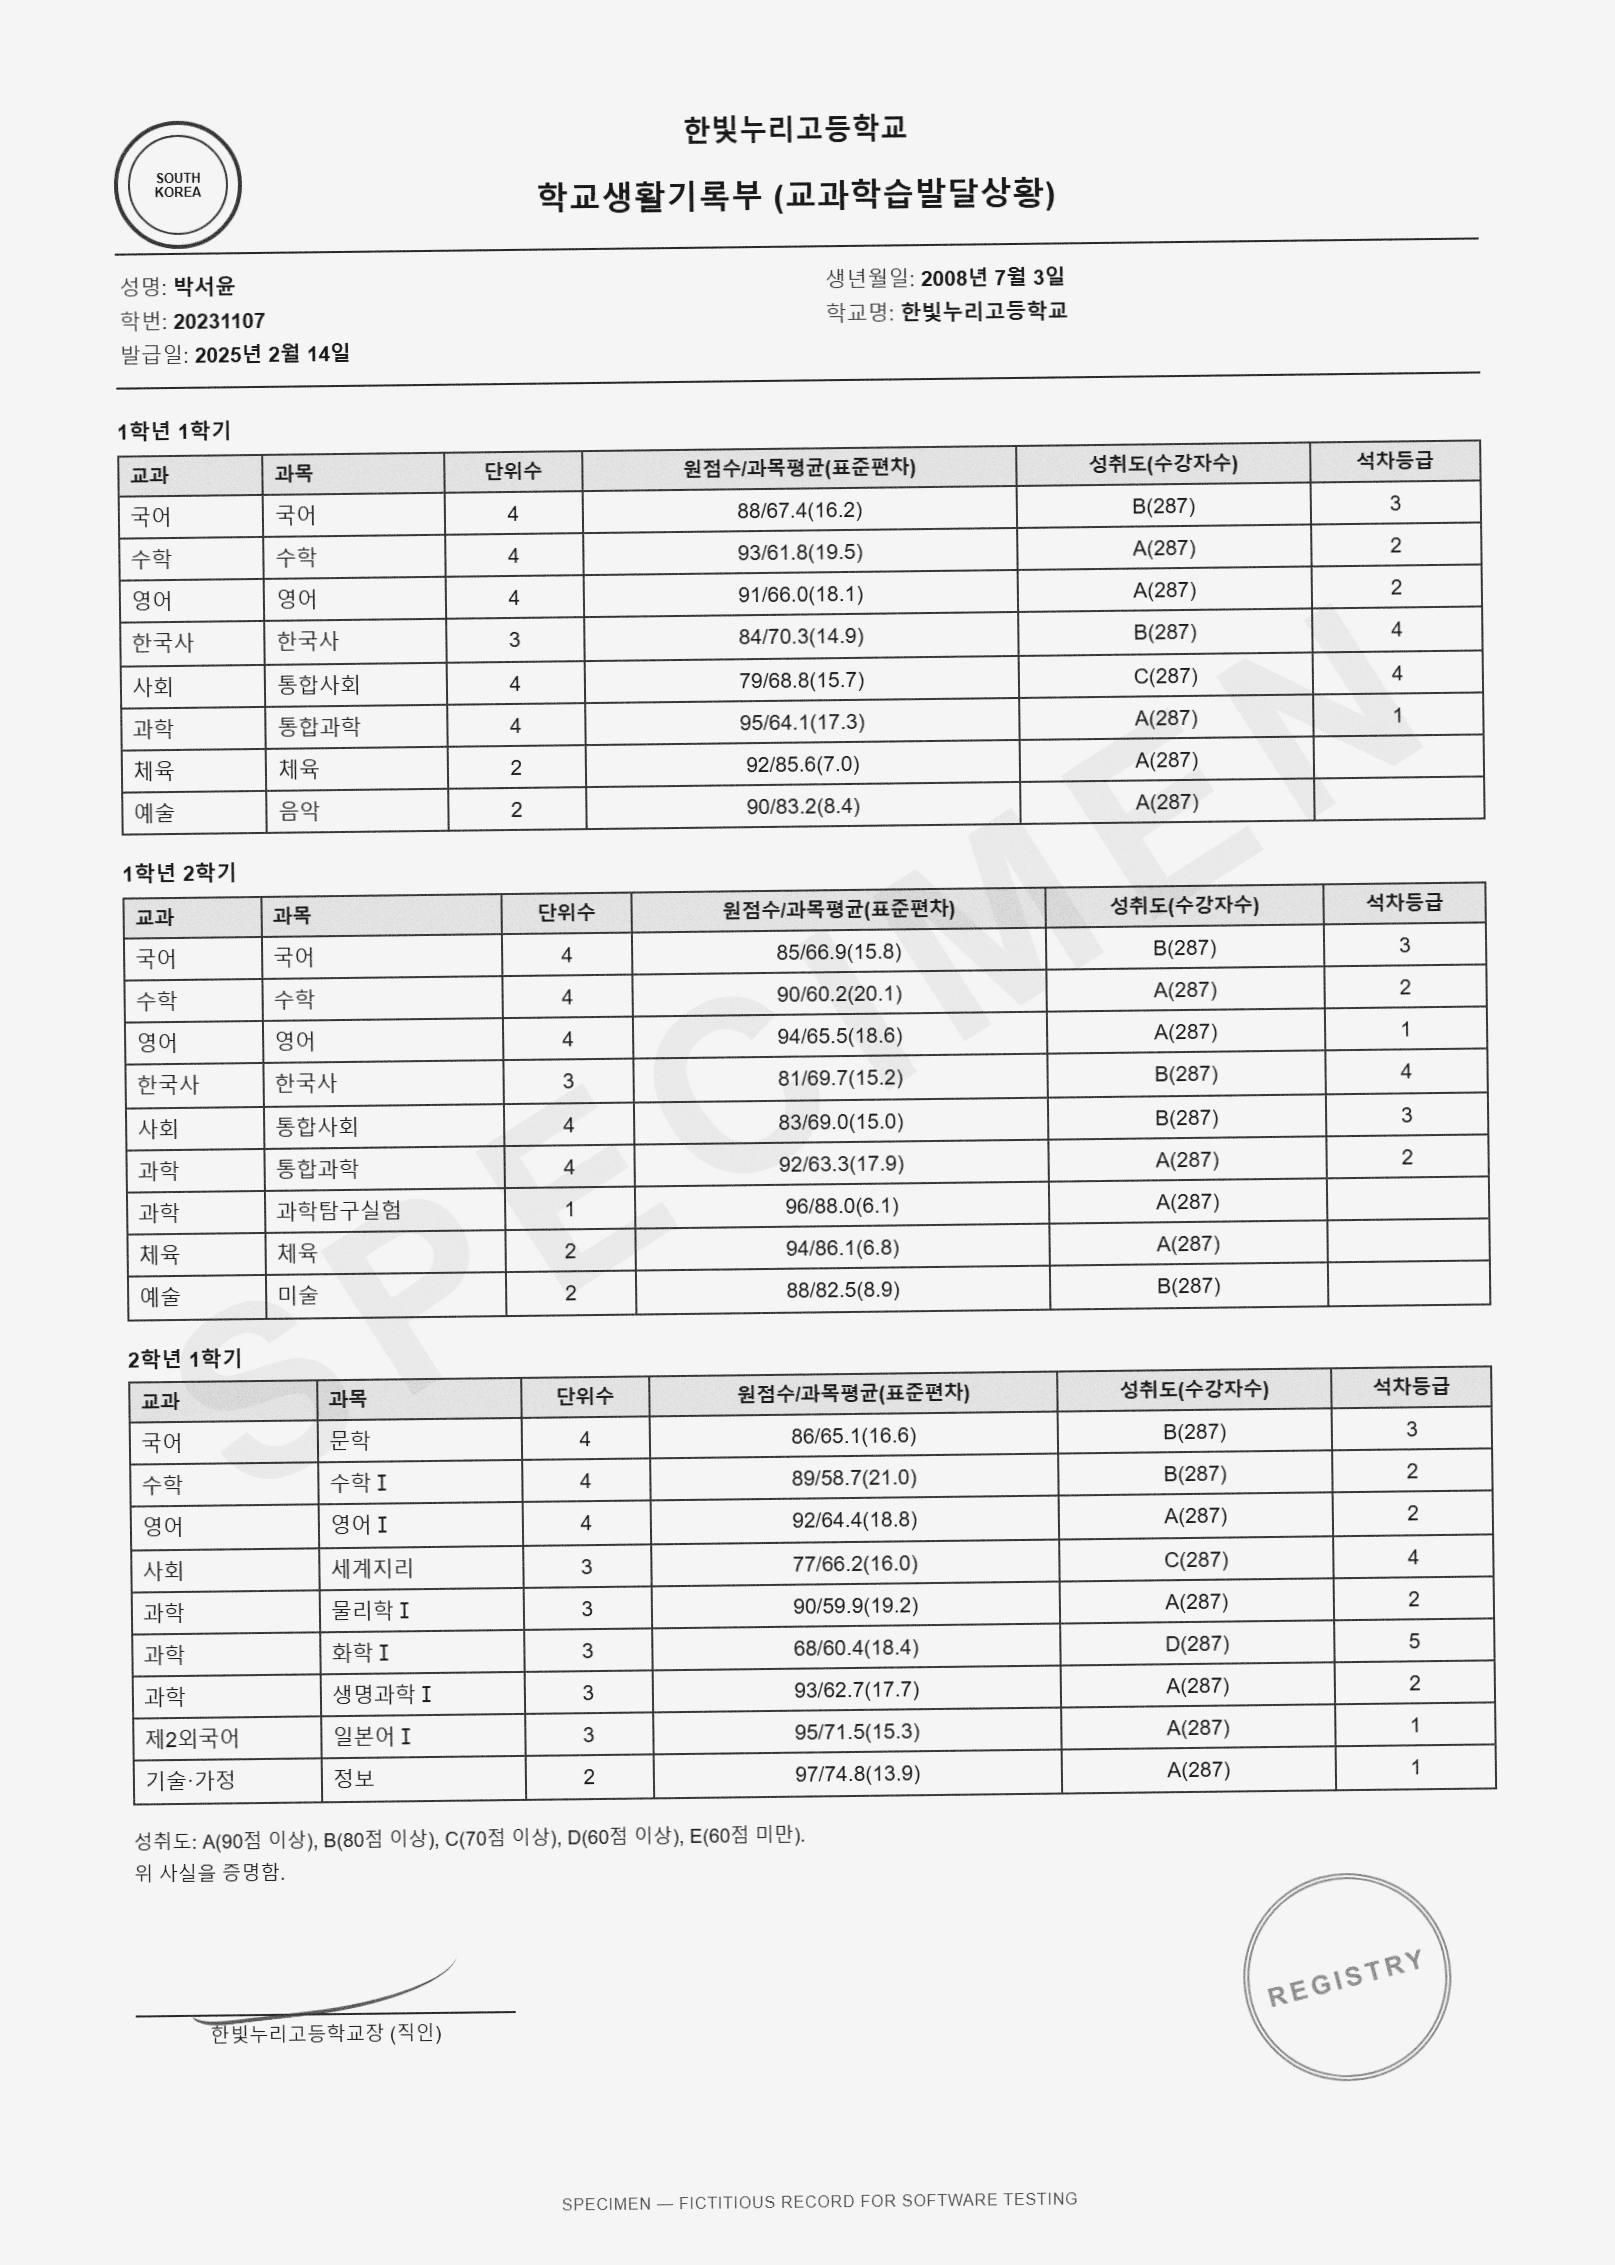 SOUTH
KOREA
한빛누리고등학교
학교생활기록부 (교과학습발달상황)
성명: 박서윤
생년월일: 2008년 7월 3일
학번: 20231107
학교명: 한빛누리고등학교
발급일: 2025년 2월 14일
1학년 1학기
교과 과목 단위수 원점수/과목평균(표준편차) 성취도(수강자수) 석차등급
국어 국어 4 88/67.4(16.2) B(287) 3
수학 수학 4 93/61.8(19.5) A(287) 2
영어 영어 4 91/66.0(18.1) A(287) 2
한국사 한국사 3 84/70.3(14.9) B(287) 4
사회 통합사회 4 79/68.8(15.7) C(287) 4
과학 통합과학 4 95/64.1(17.3) A(287) 1
체육 체육 2 92/85.6(7.0) A(287)
예술 음악 2 90/83.2(8.4) A(287)
1학년 2학기
교과 과목 단위수 원점수/과목평균(표준편차) 성취도(수강자수) 석차등급
국어 국어 4 85/66.9(15.8) B(287) 3
수학 수학 4 90/60.2(20.1) A(287) 2
영어 영어 4 94/65.5(18.6) A(287) 1
한국사 한국사 3 81/69.7(15.2) B(287) 4
사회 통합사회 4 83/69.0(15.0) B(287) 3
과학 통합과학 4 92/63.3(17.9) A(287) 2
과학 과학탐구실험 1 96/88.0(6.1) A(287)
체육 체육 2 94/86.1(6.8) A(287)
예술 미술 2 88/82.5(8.9) B(287)
2학년 1학기
교과 과목 단위수 원점수/과목평균(표준편차) 성취도(수강자수) 석차등급
국어 문학 4 86/65.1(16.6) B(287) 3
수학 수학Ⅰ 4 89/58.7(21.0) B(287) 2
영어 영어Ⅰ 4 92/64.4(18.8) A(287) 2
사회 세계지리 3 77/66.2(16.0) C(287) 4
과학 물리학Ⅰ 3 90/59.9(19.2) A(287) 2
과학 화학Ⅰ 3 68/60.4(18.4) D(287) 5
과학 생명과학Ⅰ 3 93/62.7(17.7) A(287) 2
제2외국어 일본어Ⅰ 3 95/71.5(15.3) A(287) 1
기술·가정 정보 2 97/74.8(13.9) A(287) 1
성취도: A(90점 이상), B(80점 이상), C(70점 이상), D(60점 이상), E(60점 미만).
위 사실을 증명함.
한빛누리고등학교장 (직인)
REGISTRY
SPECIMEN
SPECIMEN — FICTITIOUS RECORD FOR SOFTWARE TESTING